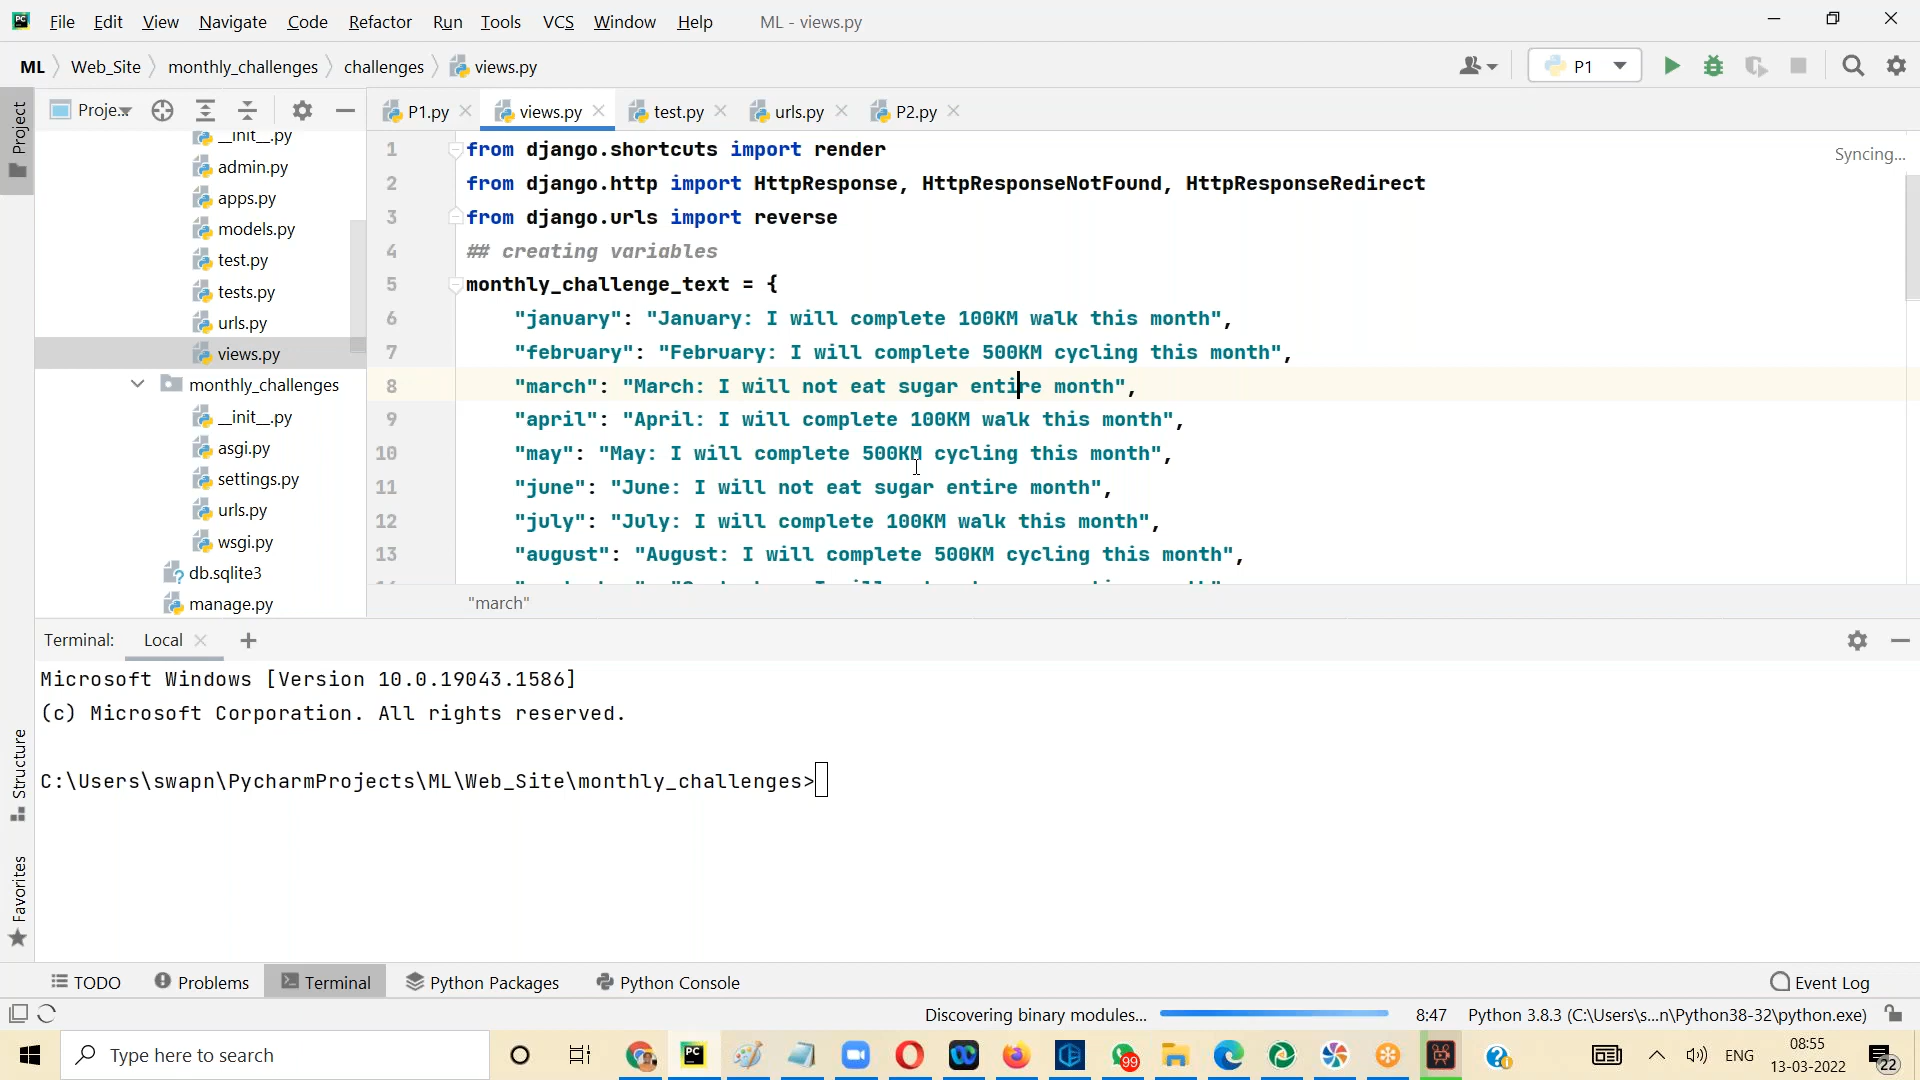 PC File Edit View Navigate Code Refactor Run Tools VCS Window Help ML - views.py
ML Web_Site monthly_challenges challenges views.py P1
Project
Proje...
P1.py views.py test.py urls.py P2.py
__init__.py
admin.py
apps.py
models.py
test.py
tests.py
urls.py
views.py
monthly_challenges
__init__.py
asgi.py
settings.py
urls.py
wsgi.py
db.sqlite3
manage.py
Syncing...
1 from django.shortcuts import render
2 from django.http import HttpResponse, HttpResponseNotFound, HttpResponseRedirect
3 from django.urls import reverse
4 ## creating variables
5 monthly_challenge_text = {
6 "january": "January: I will complete 100KM walk this month",
7 "february": "February: I will complete 500KM cycling this month",
8 "march": "March: I will not eat sugar entire month",
9 "april": "April: I will complete 100KM walk this month",
10 "may": "May: I will complete 500KM cycling this month",
11 "june": "June: I will not eat sugar entire month",
12 "july": "July: I will complete 100KM walk this month",
13 "august": "August: I will complete 500KM cycling this month",
"march"
Terminal: Local
Microsoft Windows [Version 10.0.19043.1586]
(c) Microsoft Corporation. All rights reserved.
C:\Users\swapn\PycharmProjects\ML\Web_Site\monthly_challenges>
Structure
Favorites
TODO Problems Terminal Python Packages Python Console Event Log
Discovering binary modules... 8:47 Python 3.8.3 (C:\Users\s...n\Python38-32\python.exe)
Type here to search
PC
99
ENG
08:55
13-03-2022
22